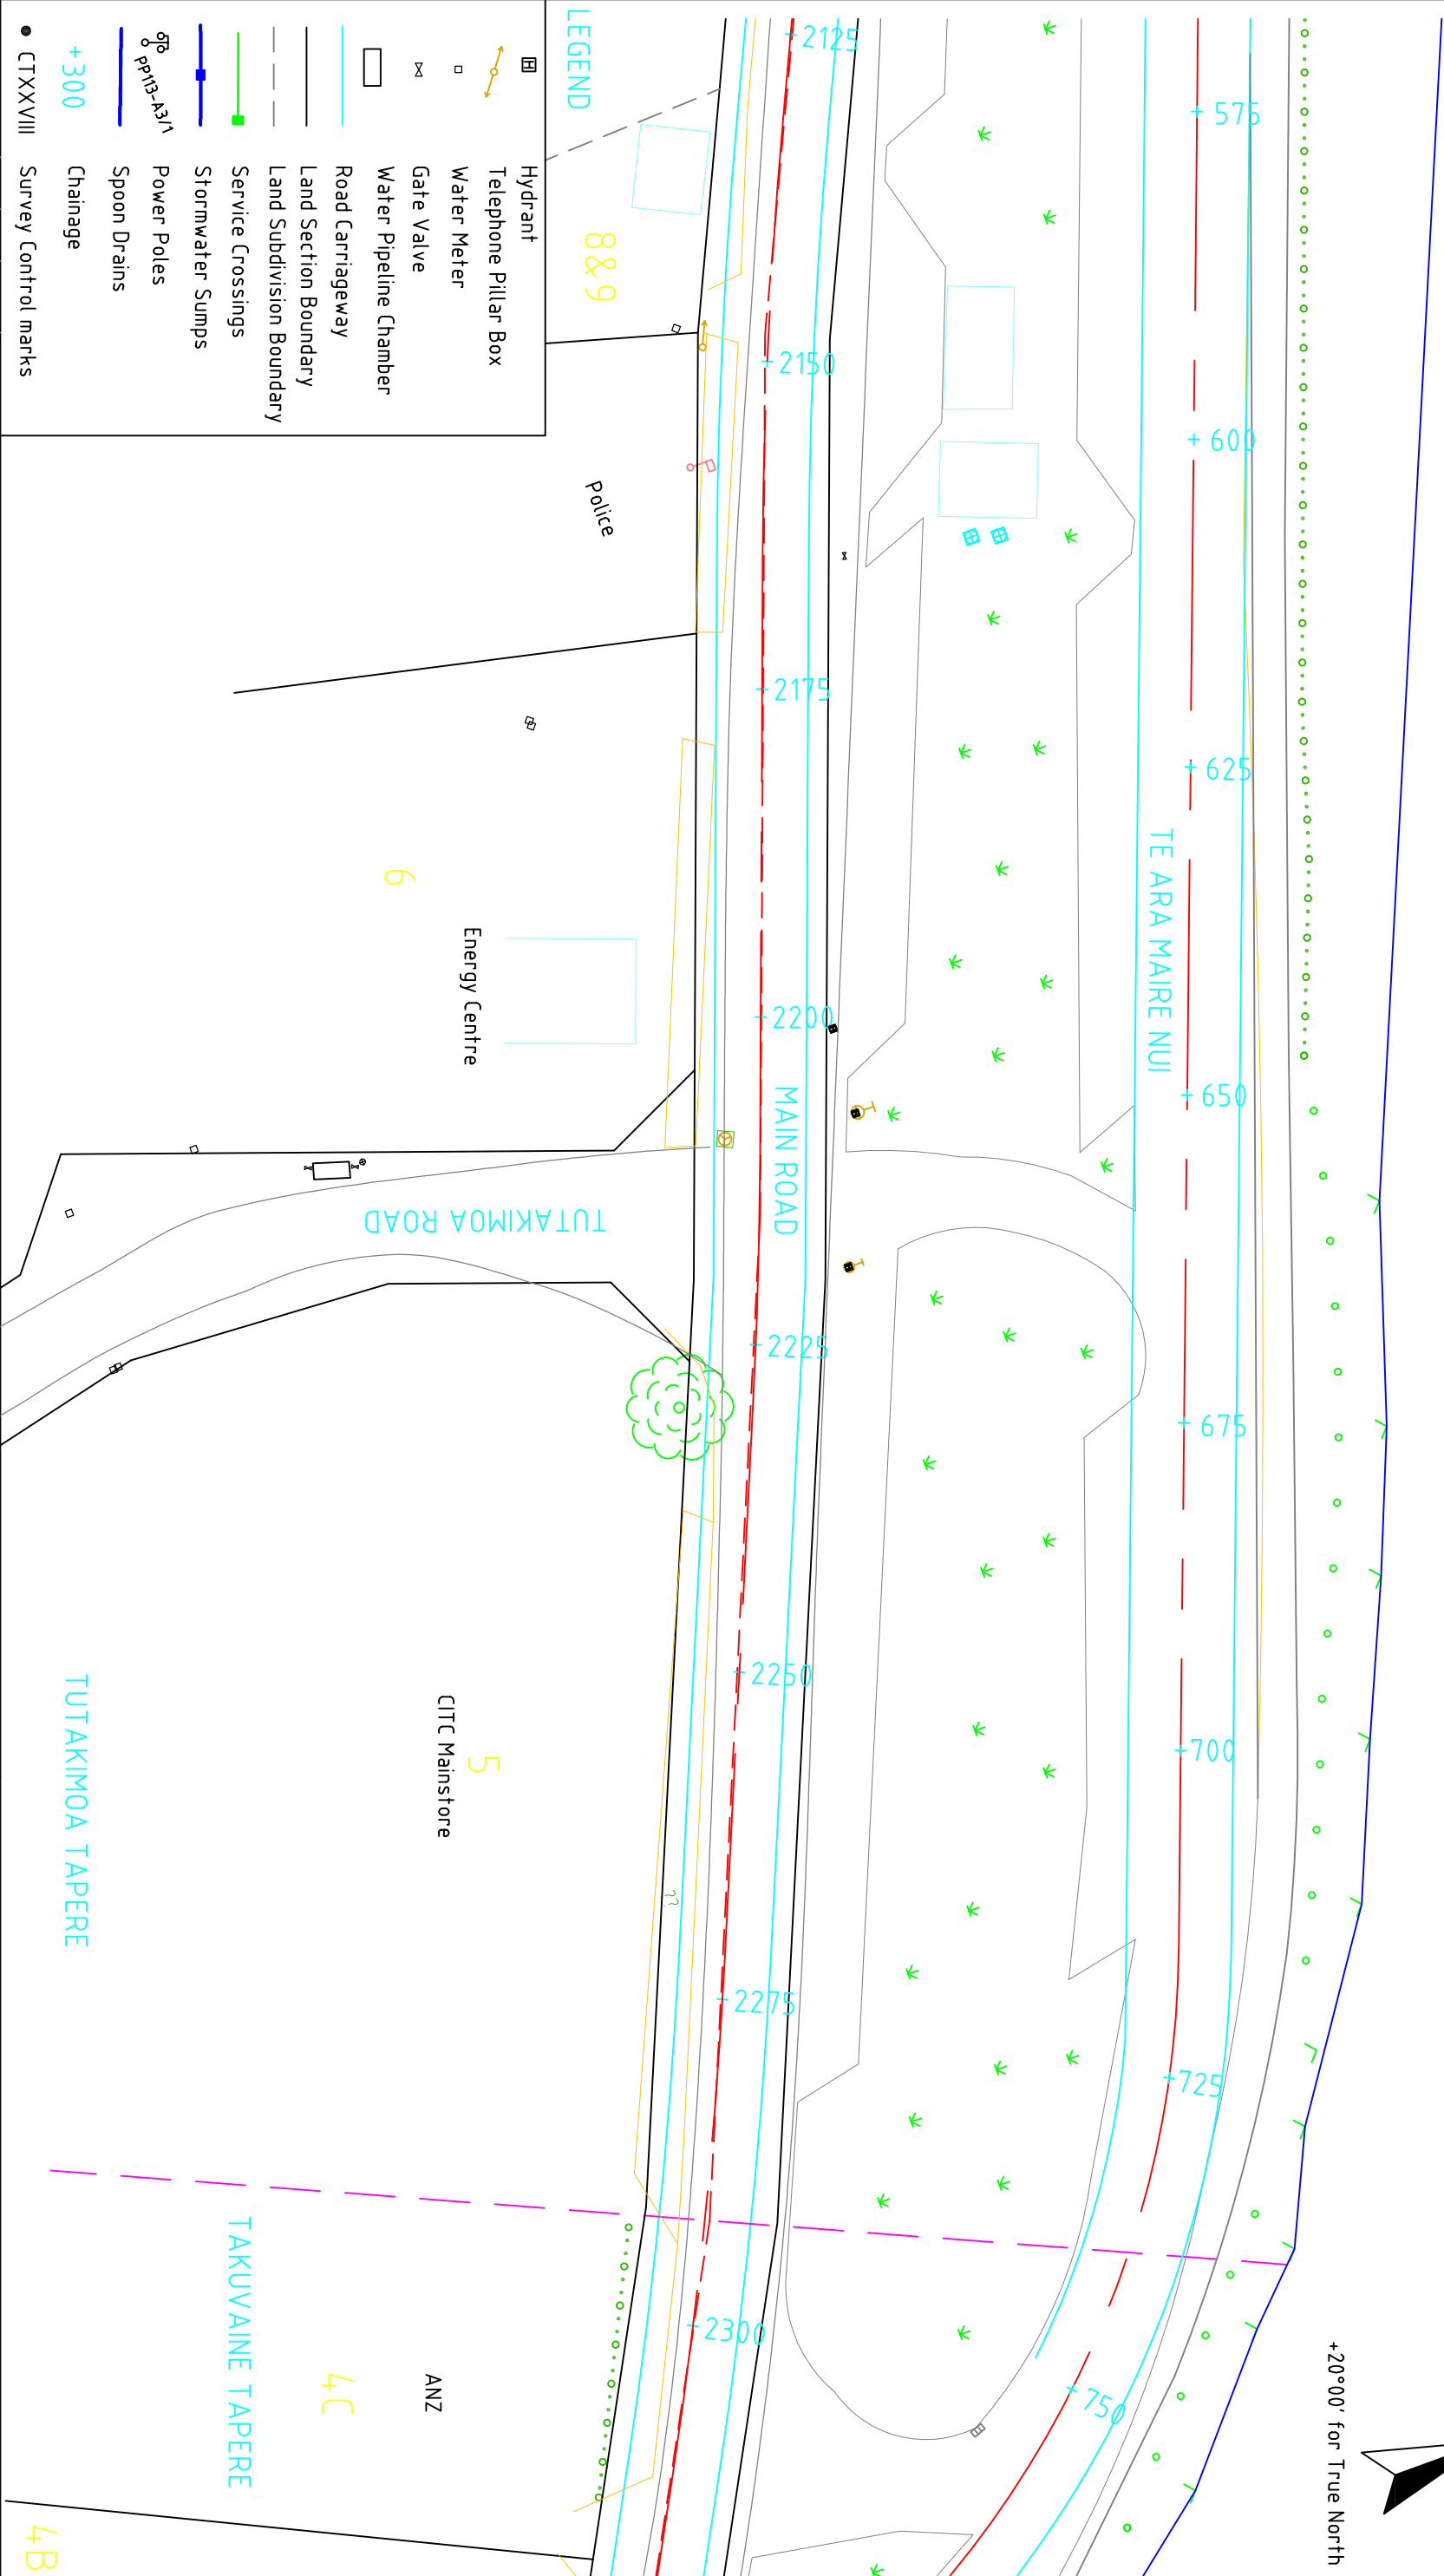 LEGEND
Hydrant
Telephone Pillar Box
Water Meter
Gate Valve
Water Pipeline Chamber
Road Carriageway
Land Section Boundary
Land Subdivision Boundary
Service Crossings
Stormwater Sumps
PP113-A3/1 Power Poles
Spoon Drains
+300 Chainage
CTXXVIII Survey Control marks
8&9
Police
6
Energy Centre
TUTAKIMOA ROAD
MAIN ROAD
TE ARA MAIRE NUI
+2125
+2150
+2175
+2200
+2225
+2250
+2275
+2300
+575
+600
+625
+650
+675
+700
+725
+750
5
CITC Mainstore
TUTAKIMOA TAPERE
TAKUVAINE TAPERE
4C
ANZ
4B
??
+20°00' for True North